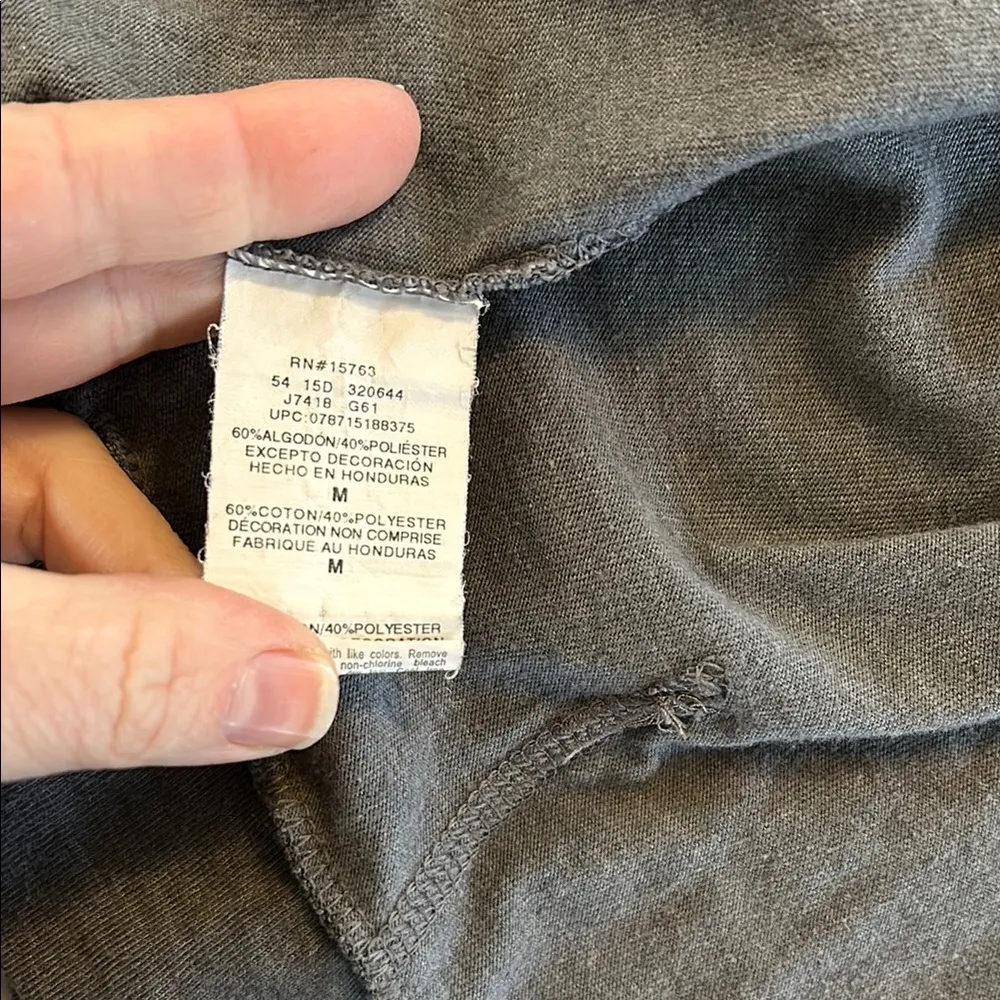 RN#15763
54 15D 320644
J7418 G61
UPC:078715188375
60%ALGODÓN/40%POLIÉSTER
EXCEPTO DECORACIÓN
HECHO EN HONDURAS
M
60%COTON/40%POLYESTER
DÉCORATION NON COMPRISE
FABRIQUE AU HONDURAS
M
N/40%POLYESTER
with like colors. Remove
non-chlorine bleach